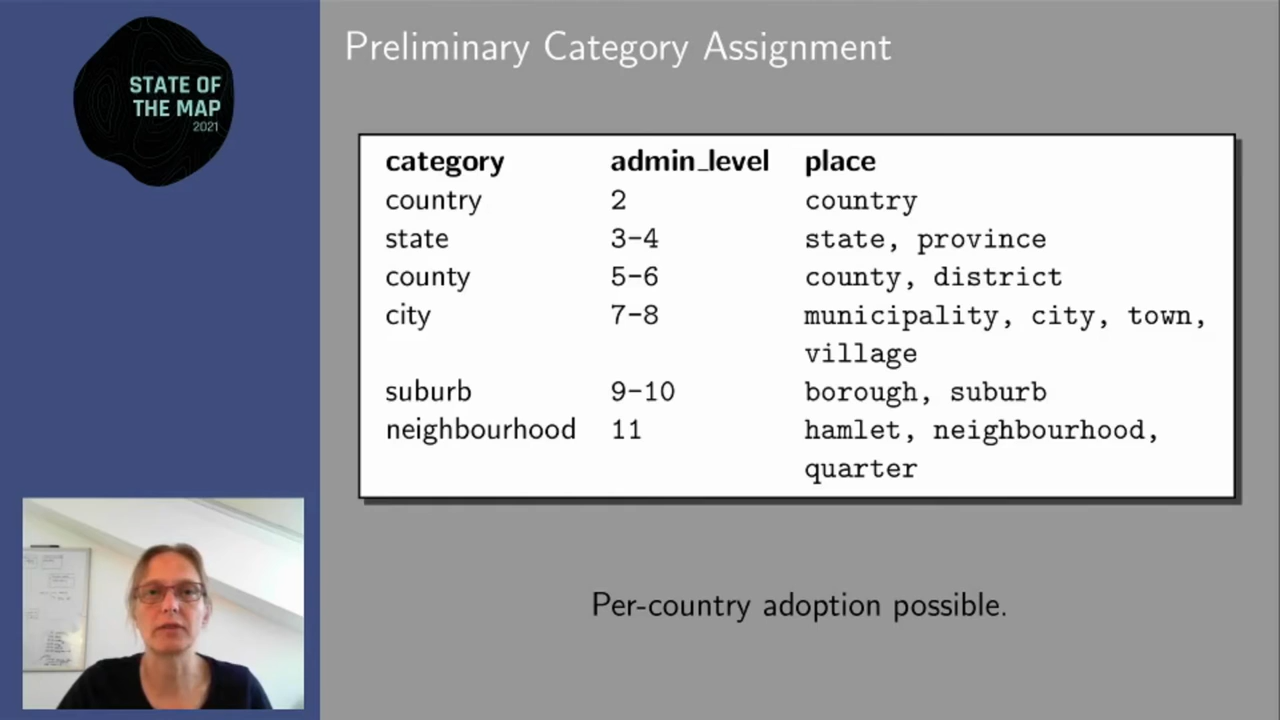 STATE OF
THE MAP
2021
Preliminary Category Assignment
category admin_level place
country 2 country
state 3–4 state, province
county 5–6 county, district
city 7–8 municipality, city, town,
village
suburb 9–10 borough, suburb
neighbourhood 11 hamlet, neighbourhood,
quarter
Per-country adoption possible.